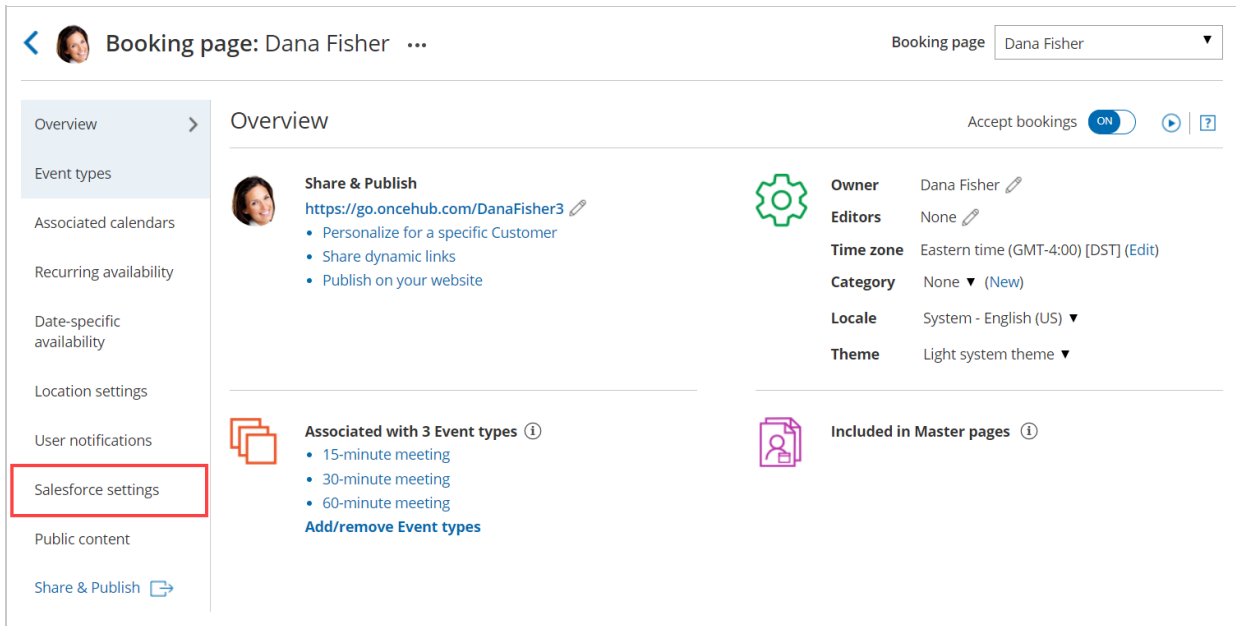 Booking page: Dana Fisher ...
Booking page Dana Fisher ▼
Overview
Event types
Associated calendars
Recurring availability
Date-specific
availability
Location settings
User notifications
Salesforce settings
Public content
Share & Publish
Overview
Accept bookings ON ?
Share & Publish
https://go.oncehub.com/DanaFisher3
• Personalize for a specific Customer
• Share dynamic links
• Publish on your website
Owner Dana Fisher
Editors None
Time zone Eastern time (GMT-4:00) [DST] (Edit)
Category None ▼ (New)
Locale System - English (US) ▼
Theme Light system theme ▼
Associated with 3 Event types i
• 15-minute meeting
• 30-minute meeting
• 60-minute meeting
Add/remove Event types
Included in Master pages i